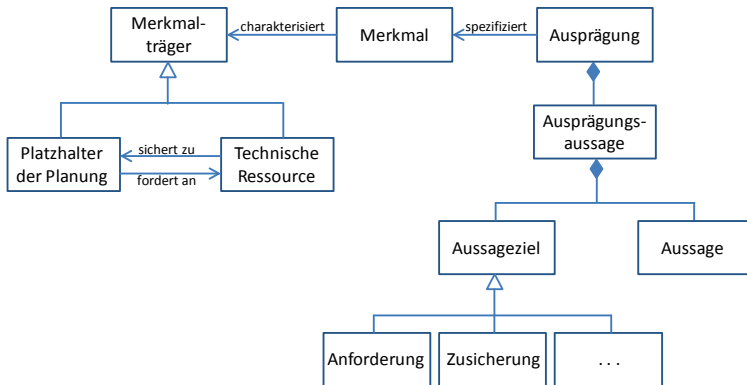 Merkmal-
träger
charakterisiert
Merkmal
spezifiziert
Ausprägung
Ausprägungs-
aussage
Platzhalter
der Planung
sichert zu
fordert an
Technische
Ressource
Aussageziel
Aussage
Anforderung
Zusicherung
. . .